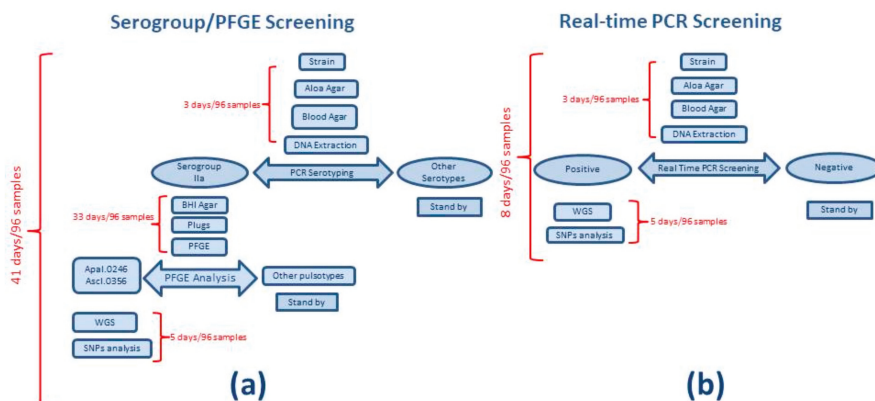 Serogroup/PFGE Screening
41 days/96 samples
3 days/96 samples
Strain
Aloa Agar
Blood Agar
DNA Extraction
Serogroup
IIa
PCR Serotyping
Other
Serotypes
Stand by
33 days/96 samples
BHI Agar
Plugs
PFGE
ApaI.0246
AscI.0356
PFGE Analysis
Other pulsotypes
Stand by
WGS
SNPs analysis
5 days/96 samples
(a)
Real-time PCR Screening
8 days/96 samples
3 days/96 samples
Strain
Aloa Agar
Blood Agar
DNA Extraction
Positive
Real Time PCR Screening
Negative
Stand by
WGS
SNPs analysis
5 days/96 samples
(b)